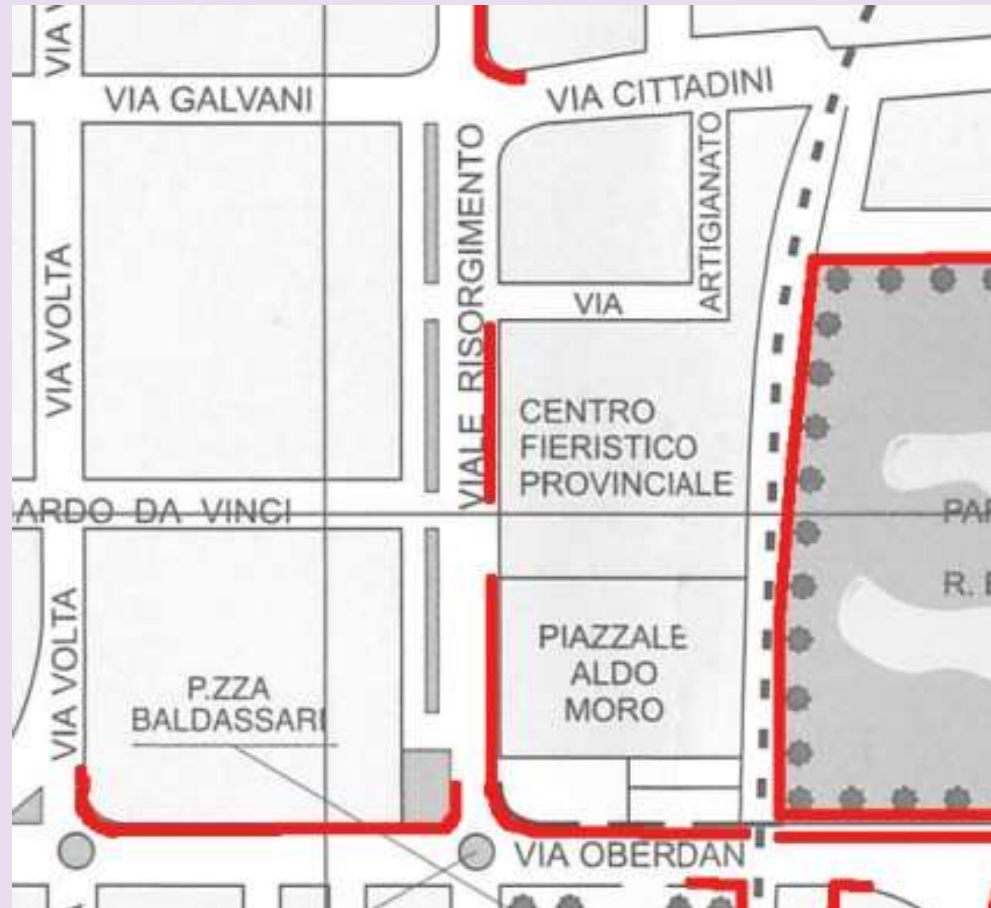 VIA V
VIA GALVANI
VIA CITTADINI
VIALE RISORGIMENTO
ARTIGIANATO
VIA VOLTA
VIA
CENTRO
FIERISTICO
PROVINCIALE
ARDO DA VINCI
PAR
R. E
VIA VOLTA
PIAZZALE
ALDO
MORO
P.ZZA
BALDASSARI
VIA OBERDAN